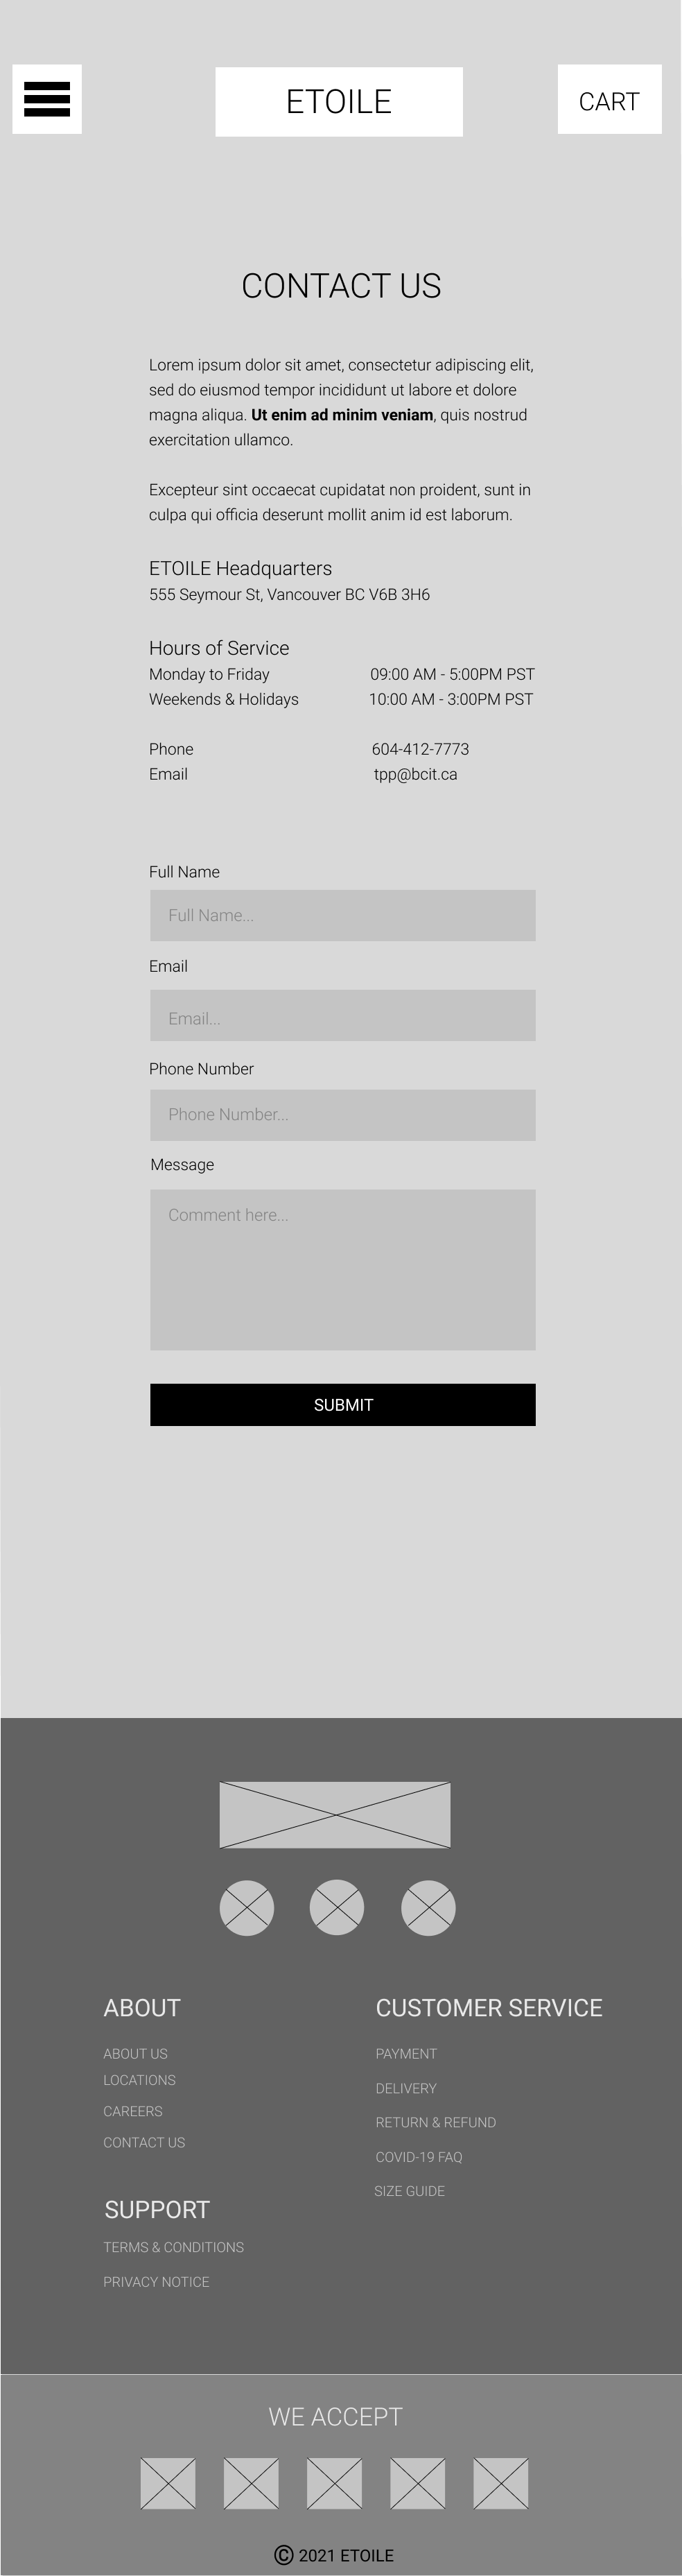 ETOILE
CART
CONTACT US
Lorem ipsum dolor sit amet, consectetur adipiscing elit,
sed do eiusmod tempor incididunt ut labore et dolore
magna aliqua. Ut enim ad minim veniam, quis nostrud
exercitation ullamco.
Excepteur sint occaecat cupidatat non proident, sunt in
culpa qui officia deserunt mollit anim id est laborum.
ETOILE Headquarters
555 Seymour St, Vancouver BC V6B 3H6
Hours of Service
Monday to Friday 09:00 AM - 5:00PM PST
Weekends & Holidays 10:00 AM - 3:00PM PST
Phone 604-412-7773
Email tpp@bcit.ca
Full Name
Full Name...
Email
Email...
Phone Number
Phone Number...
Message
Comment here...
SUBMIT
ABOUT
ABOUT US
LOCATIONS
CAREERS
CONTACT US
SUPPORT
TERMS & CONDITIONS
PRIVACY NOTICE
CUSTOMER SERVICE
PAYMENT
DELIVERY
RETURN & REFUND
COVID-19 FAQ
SIZE GUIDE
WE ACCEPT
© 2021 ETOILE